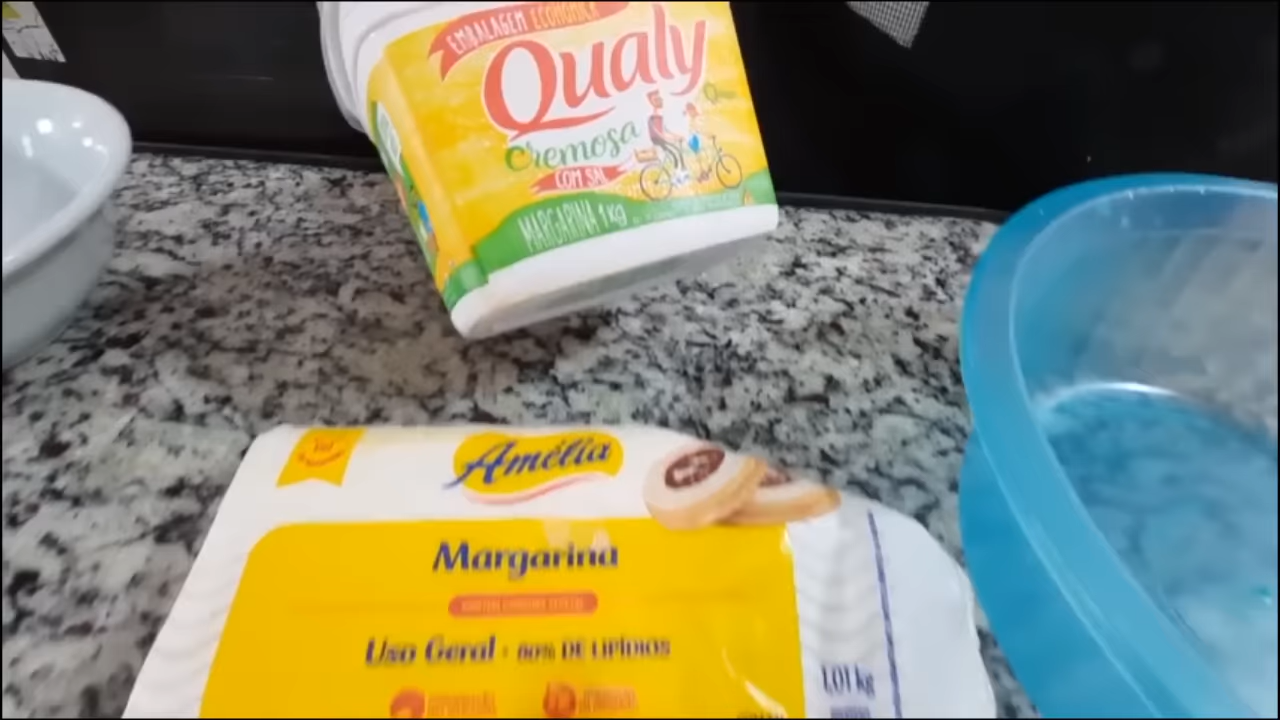 EMBALAGEM ECONÔMICA
Qualy
Cremosa
COM SAL
MARGARINA 1kg
Amélia
Margarina
Uso Geral - 80% DE LIPÍDIOS
1,01 kg